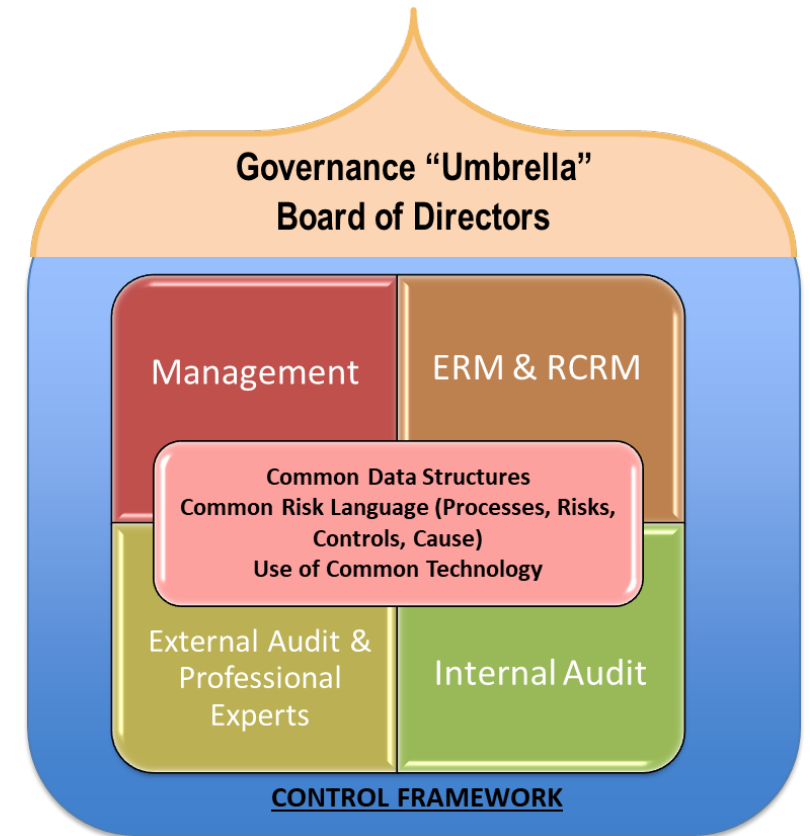 Governance “Umbrella”
Board of Directors
Management
ERM & RCRM
Common Data Structures
Common Risk Language (Processes, Risks,
Controls, Cause)
Use of Common Technology
External Audit &
Professional
Experts
Internal Audit
CONTROL FRAMEWORK